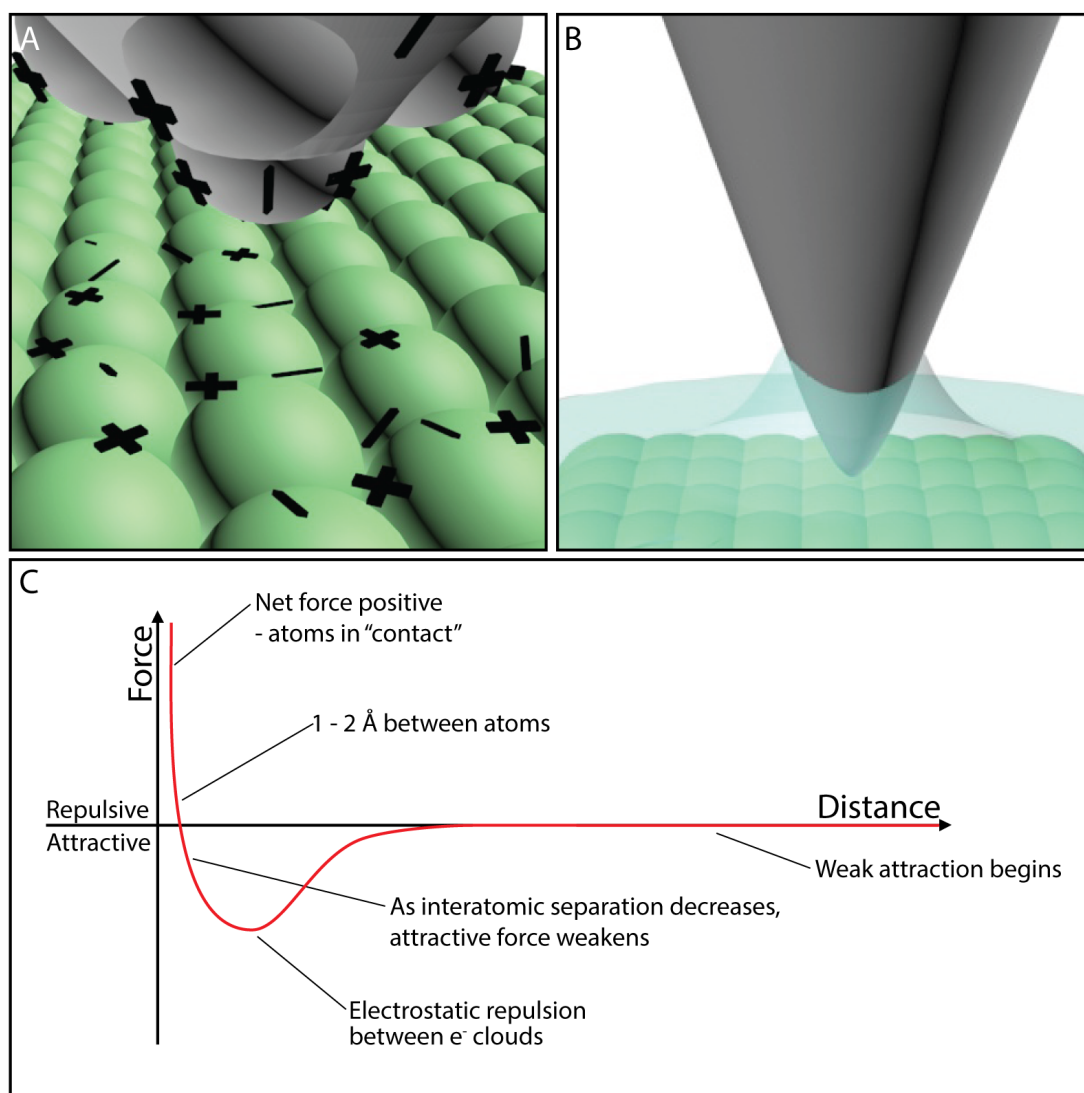 A
B
C
Net force positive
- atoms in “contact”
Force
1 - 2 Å between atoms
Repulsive
Distance
Attractive
Weak attraction begins
As interatomic separation decreases,
attractive force weakens
Electrostatic repulsion
between e⁻ clouds